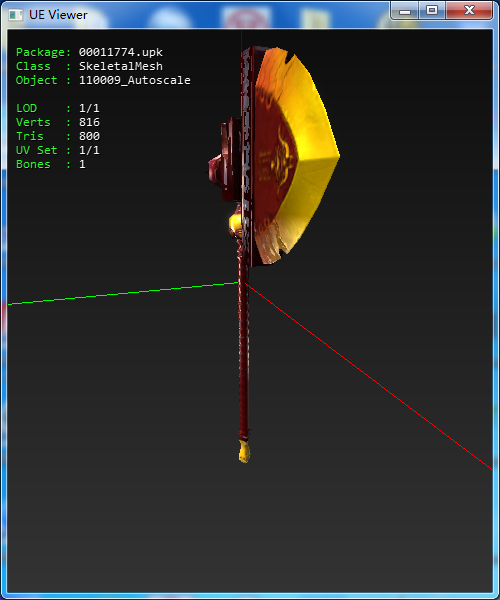 UE Viewer
Package: 00011774.upk
Class  : SkeletalMesh
Object : 110009_Autoscale
LOD    : 1/1
Verts  : 816
Tris   : 800
UV Set : 1/1
Bones  : 1